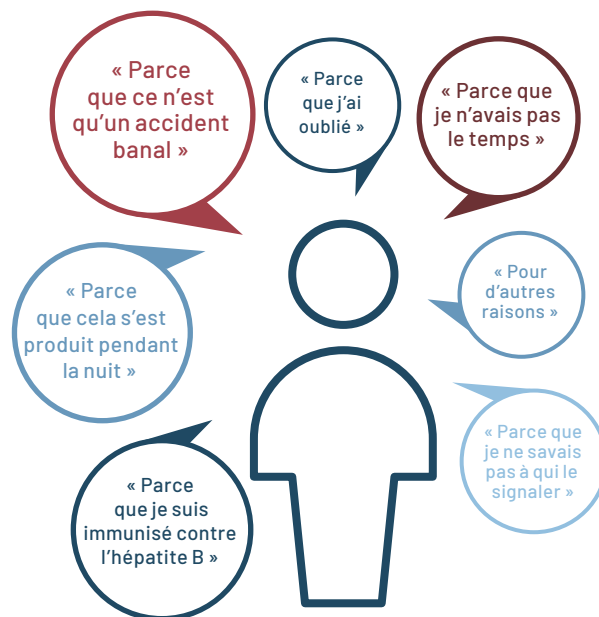 « Parce
que ce n'est
qu'un accident
banal »
« Parce
que j'ai
oublié »
« Parce que
je n'avais pas
le temps »
« Parce
que cela s'est
produit pendant
la nuit »
« Pour
d'autres
raisons »
« Parce
que je suis
immunisé contre
l'hépatite B »
« Parce que
je ne savais
pas à qui le
signaler »